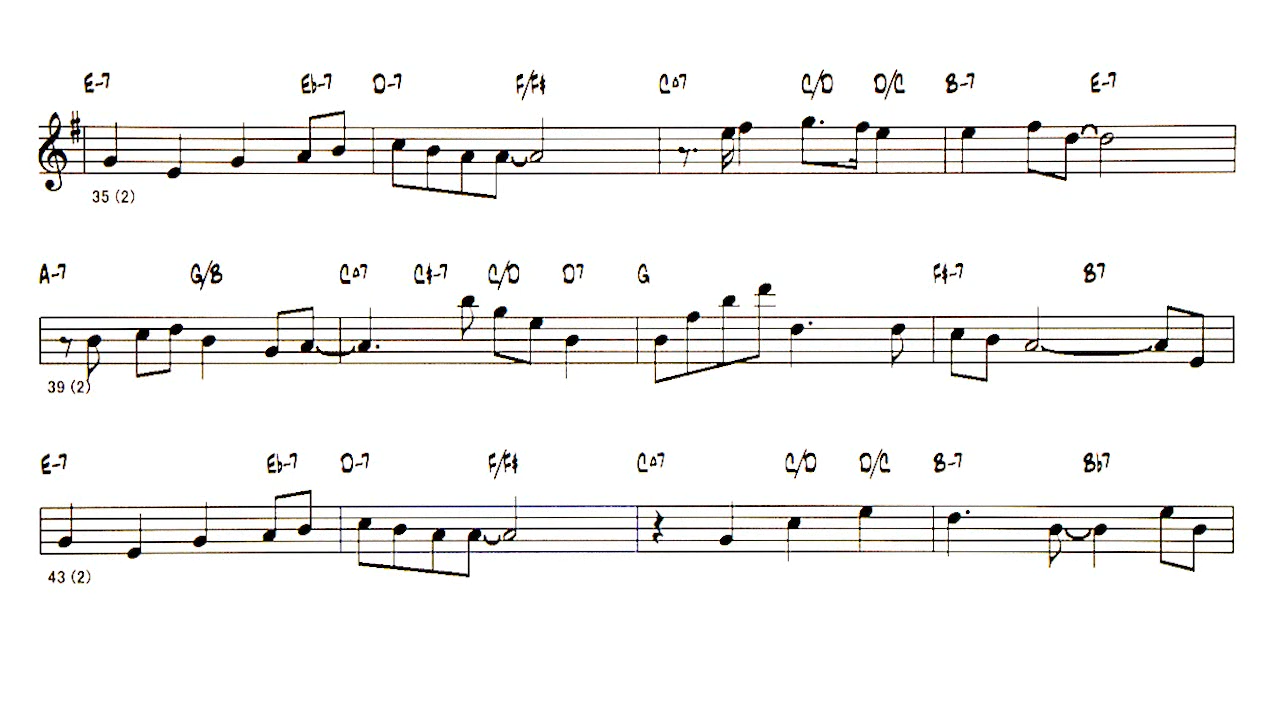 E-7 Eb-7 D-7 F/F# C△7 C/D D/C B-7 E-7
35 (2)
A-7 G/B C△7 C#-7 C/D D7 G F#-7 B7
39 (2)
E-7 Eb-7 D-7 F/F# C△7 C/D D/C B-7 Bb7
43 (2)